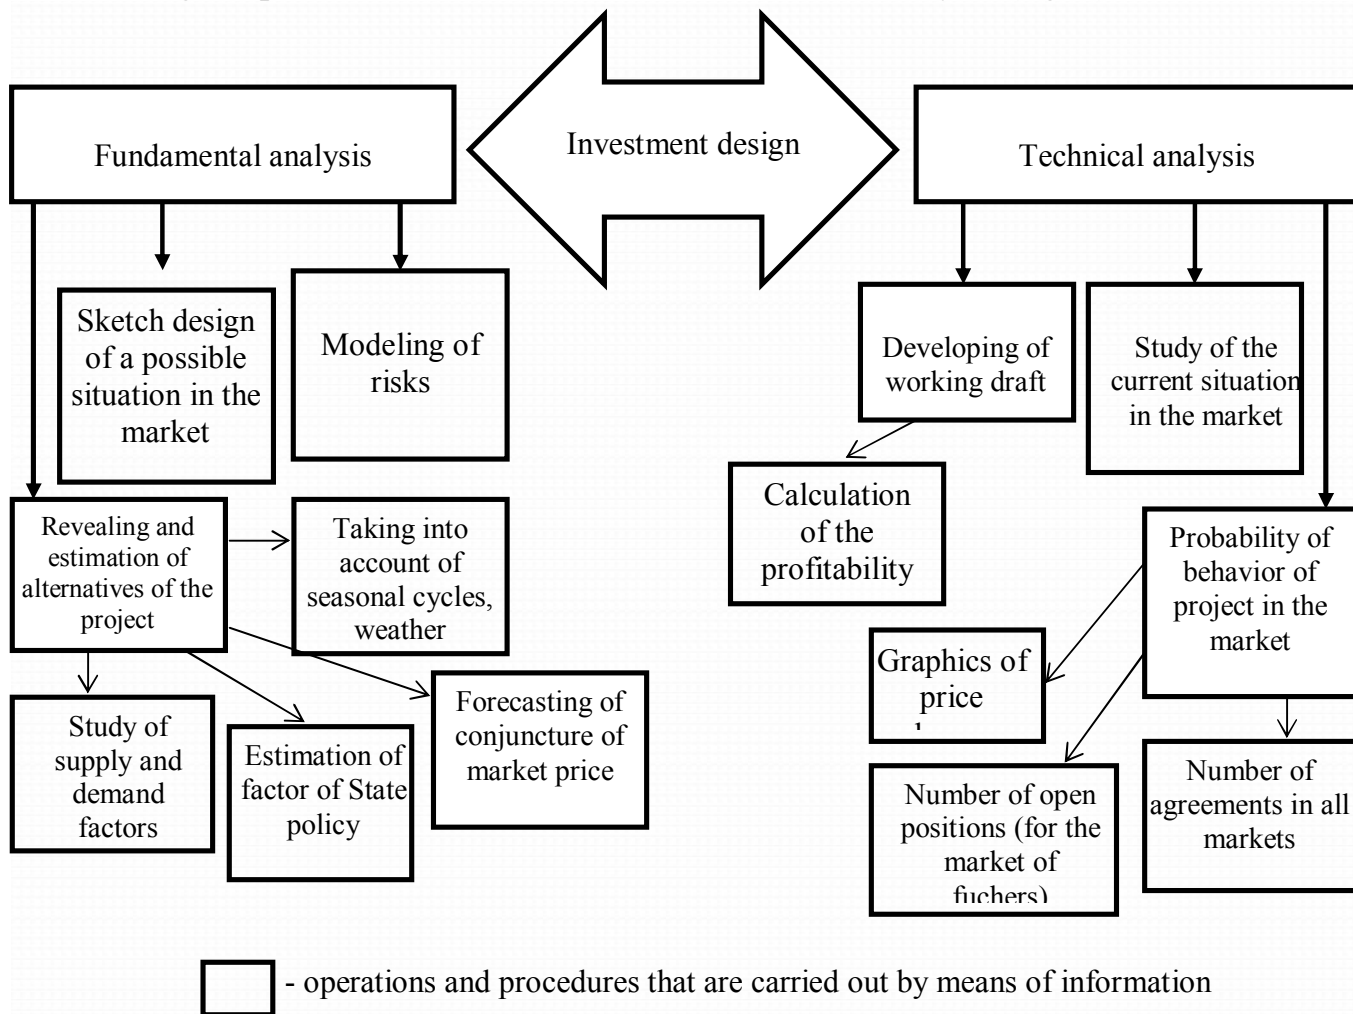 Fundamental analysis
Investment design
Technical analysis
Sketch design
of a possible
situation in the
market
Modeling of
risks
Developing of
working draft
Study of the
current situation
in the market
Calculation
of the
profitability
Revealing and
estimation of
alternatives of the
project
Taking into
account of
seasonal cycles,
weather
Probability of
behavior of
project in the
market
Graphics of
price
Study of
supply and
demand
factors
Estimation of
factor of State
policy
Forecasting of
conjuncture of
market price
Number of open
positions (for the
market of
fuchers)
Number of
agreements in all
markets
- operations and procedures that are carried out by means of information